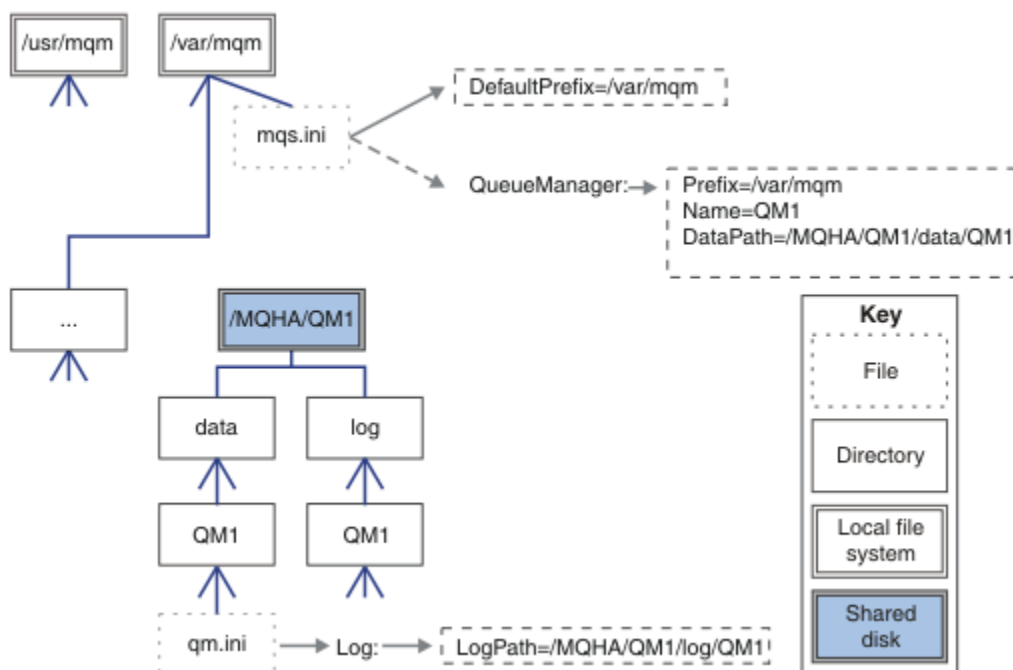 /usr/mqm
/var/mqm
DefaultPrefix=/var/mqm
mqs.ini
QueueManager:
Prefix=/var/mqm
Name=QM1
DataPath=/MQHA/QM1/data/QM1
...
/MQHA/QM1
data
log
QM1
QM1
qm.ini
Log:
LogPath=/MQHA/QM1/log/QM1
Key
File
Directory
Local file
system
Shared
disk